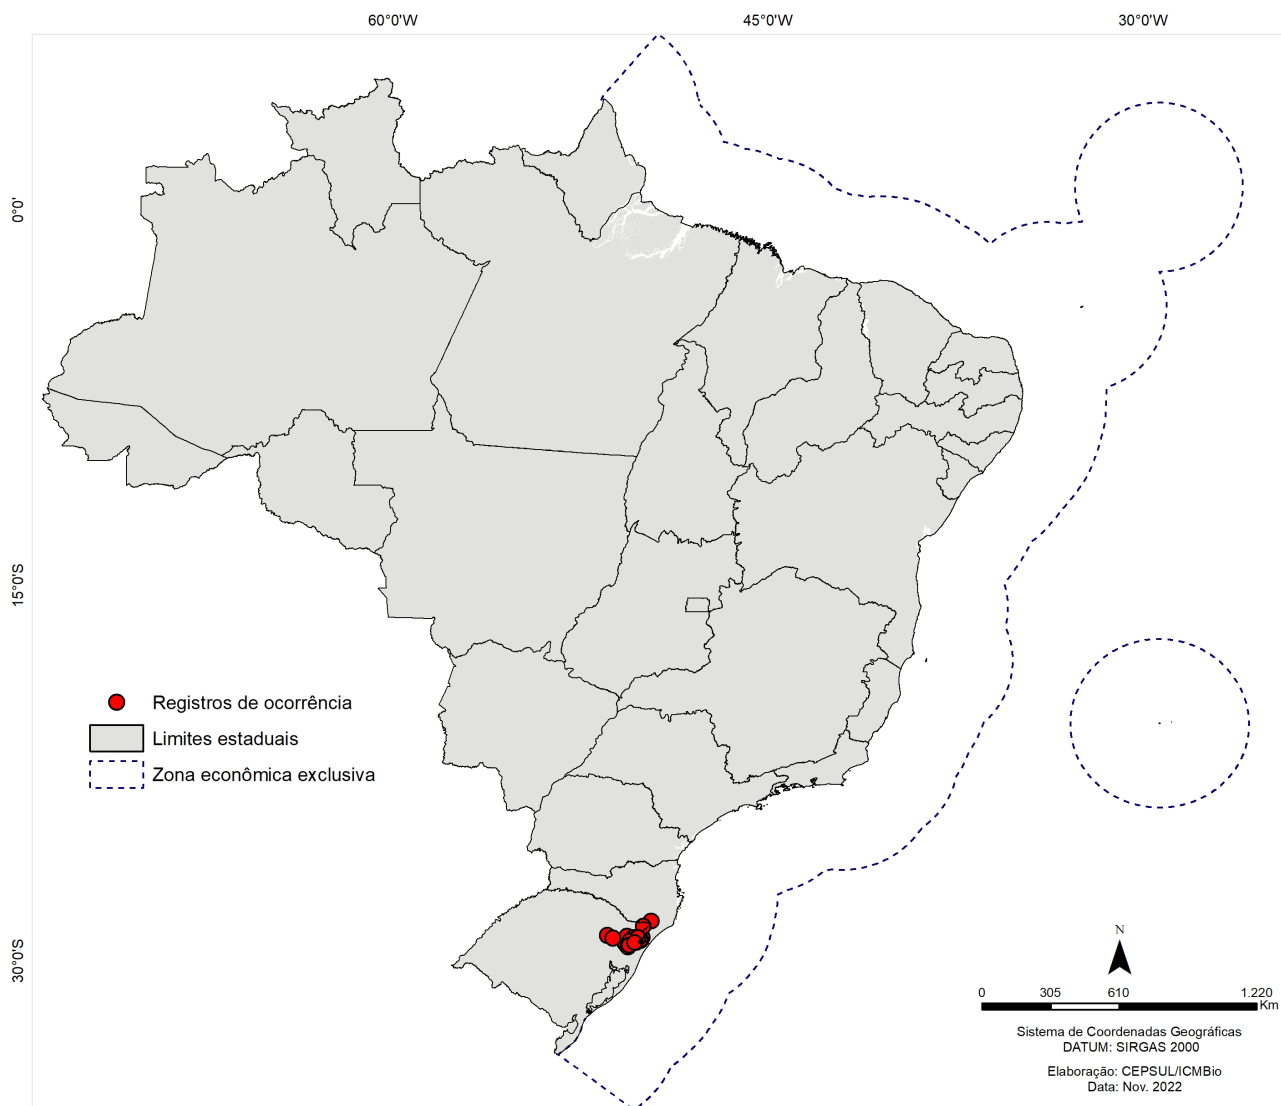 60°0'W
45°0'W
30°0'W
0°0'
15°0'S
30°0'S
Registros de ocorrência
Limites estaduais
Zona econômica exclusiva
N
0 305 610 1.220
Km
Sistema de Coordenadas Geográficas
DATUM: SIRGAS 2000
Elaboração: CEPSUL/ICMBio
Data: Nov. 2022